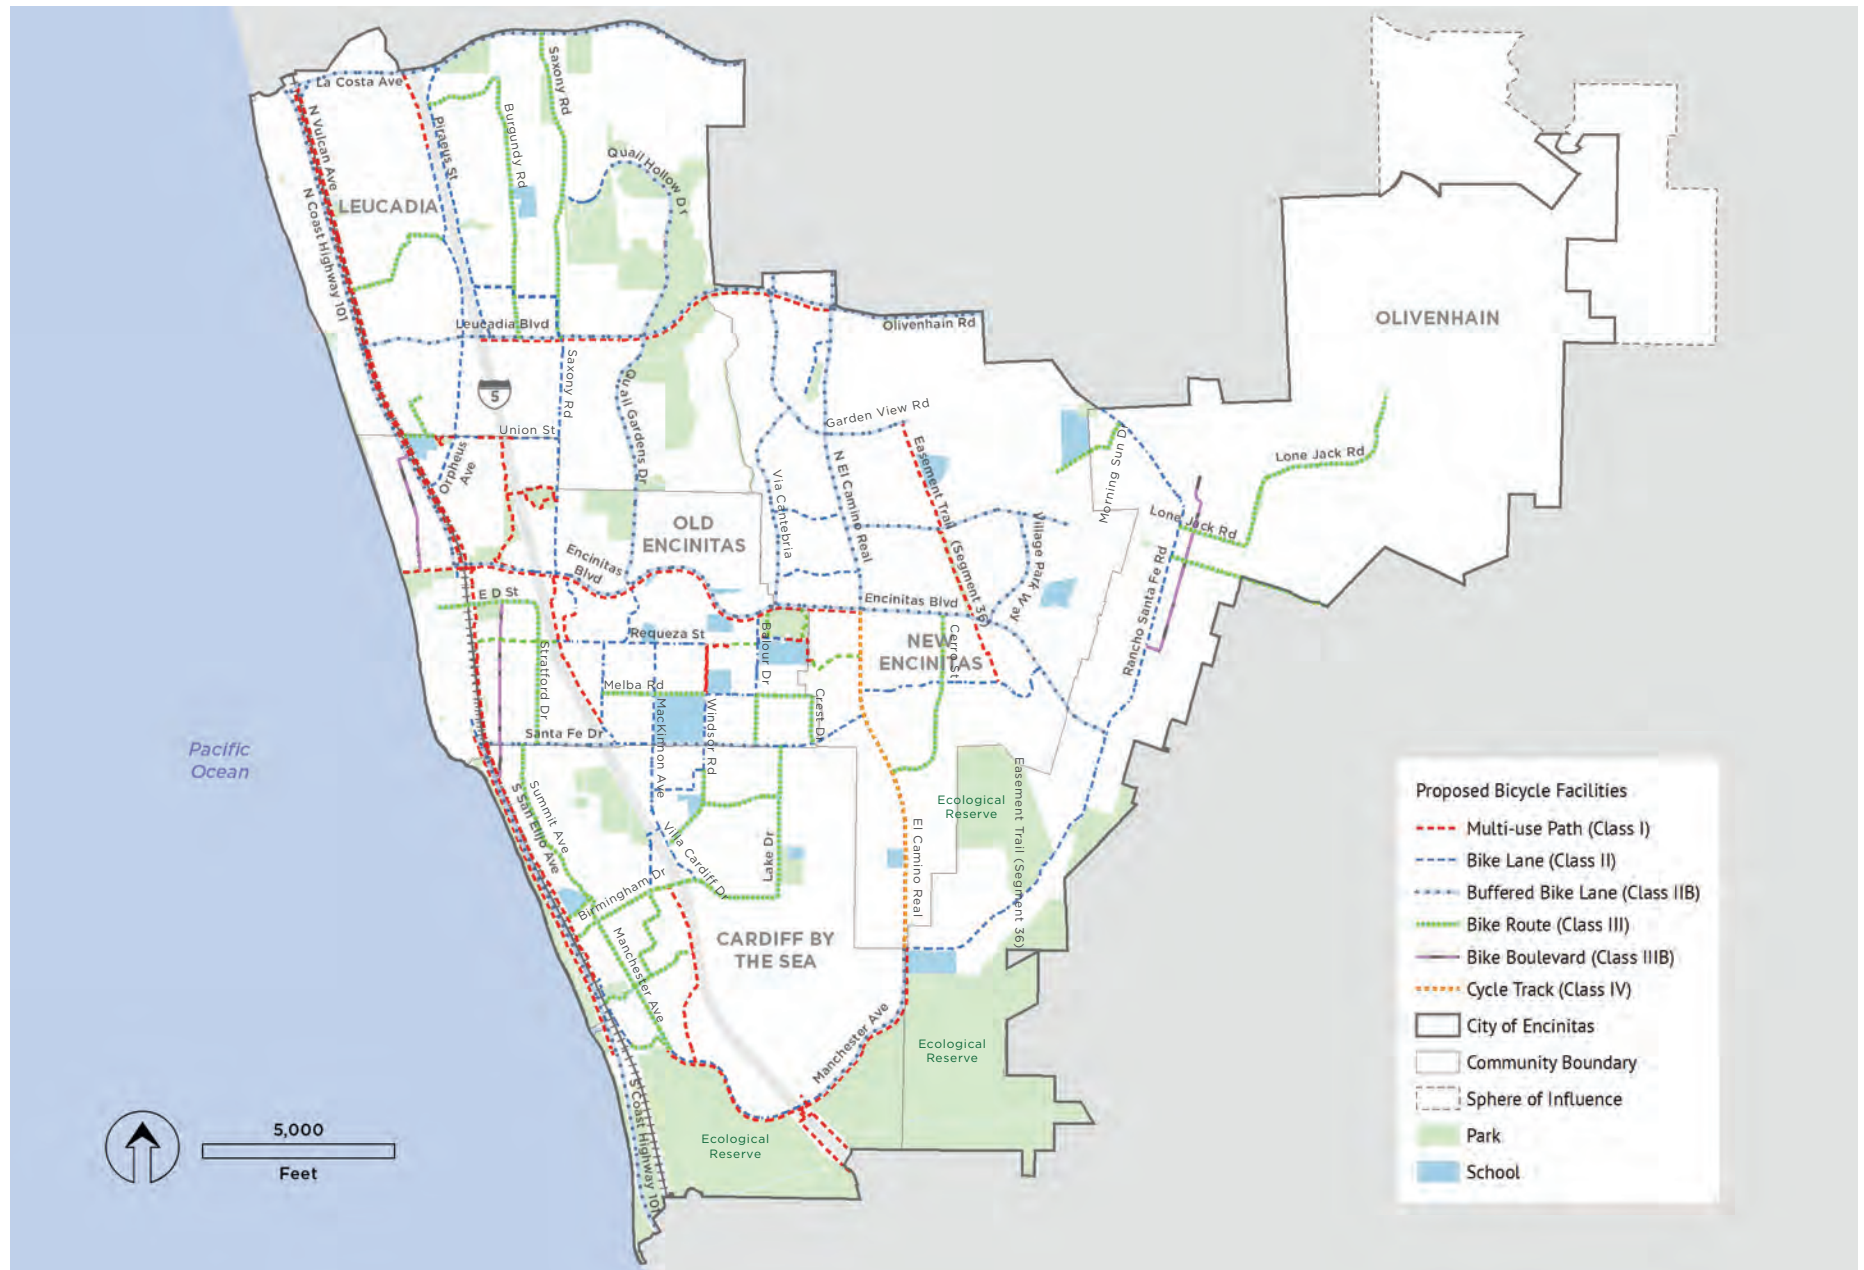 La Costa Ave
Saxony Rd
N Vulcan Ave
Piraeus St
Burgundy Rd
Quail Hollow Dr
LEUCADIA
N Coast Highway 101
OLIVENHAIN
Leucadia Blvd
Olivenhain Rd
Saxony Rd
Quail Gardens Dr
5
Garden View Rd
Union St
Orpheus
Ave
Easement Trail (Segment 36)
Morning Sun Dr
Lone Jack Rd
N El Camino Real
Via Cantebria
OLD
ENCINITAS
Village Park Way
Lone Jack Rd
Encinitas
Blvd
Rancho Santa Fe Rd
E D St
Encinitas Blvd
Requeza St
Balour Dr
NEW
ENCINITAS
Cerro St
Stratford Dr
Melba Rd
MacKinnon Ave
Windsor Rd
Crest Dr
Santa Fe Dr
Pacific
Ocean
Summit Ave
S San Elijo Ave
Ecological
Reserve
Easement Trail (Segment 36)
El Camino Real
Villa Cardiff Dr
Lake Dr
Birmingham Dr
CARDIFF BY
THE SEA
Manchester Ave
Manchester Ave
Ecological
Reserve
S Coast Highway 101
Ecological
Reserve
5,000
Feet
Proposed Bicycle Facilities
Multi-use Path (Class I)
Bike Lane (Class II)
Buffered Bike Lane (Class IIB)
Bike Route (Class III)
Bike Boulevard (Class IIIB)
Cycle Track (Class IV)
City of Encinitas
Community Boundary
Sphere of Influence
Park
School